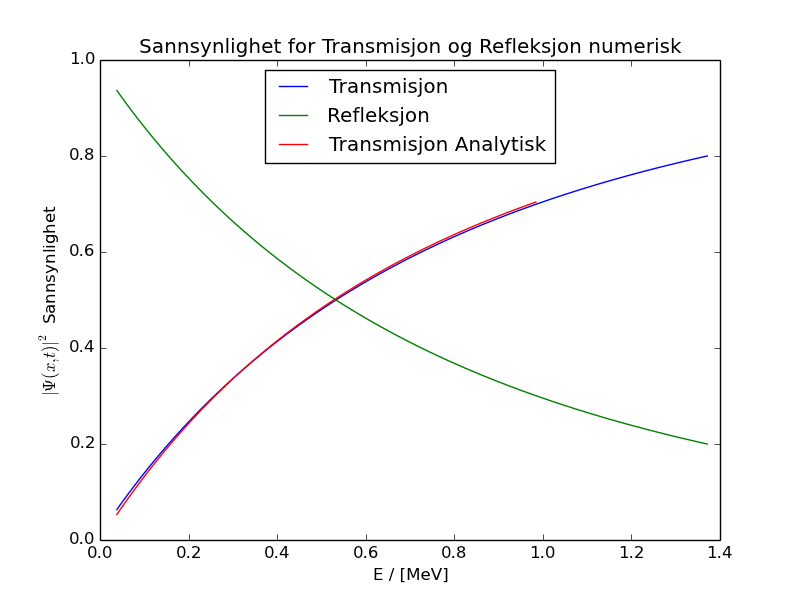 Sannsynlighet for Transmisjon og Refleksjon numerisk
Transmisjon
Refleksjon
Transmisjon Analytisk
|Ψ(x,t)|² Sannsynlighet
1.0
0.8
0.6
0.4
0.2
0.0
0.0 0.2 0.4 0.6 0.8 1.0 1.2 1.4
E / [MeV]